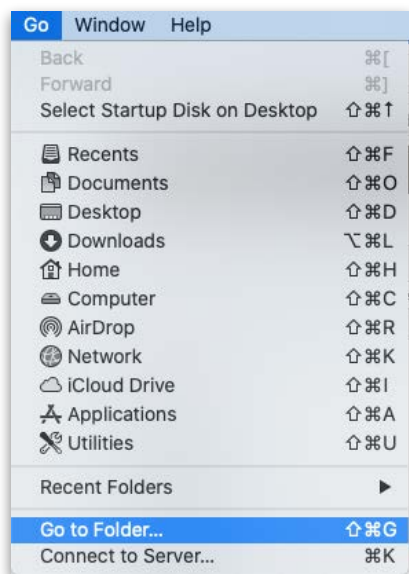 Go Window Help
Back ⌘[
Forward ⌘]
Select Startup Disk on Desktop ⇧⌘↑
Recents ⇧⌘F
Documents ⇧⌘O
Desktop ⇧⌘D
Downloads ⌥⌘L
Home ⇧⌘H
Computer ⇧⌘C
AirDrop ⇧⌘R
Network ⇧⌘K
iCloud Drive ⇧⌘I
Applications ⇧⌘A
Utilities ⇧⌘U
Recent Folders ▶
Go to Folder... ⇧⌘G
Connect to Server... ⌘K